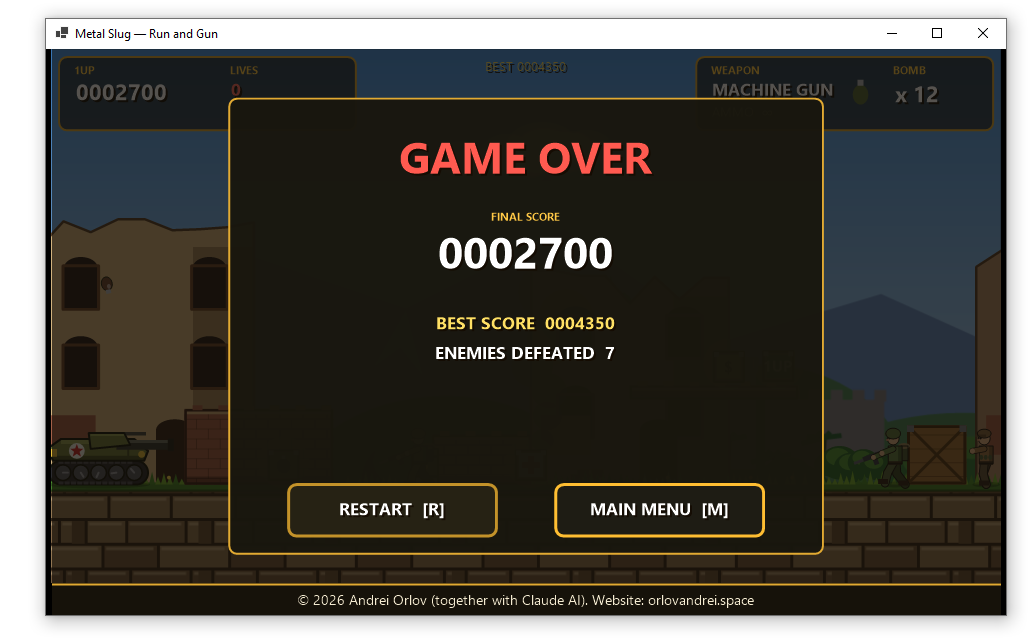 Metal Slug — Run and Gun
1UP
LIVES
BEST 0004350
WEAPON
BOMB
0002700
0
MACHINE GUN
x 12
GAME OVER
FINAL SCORE
0002700
BEST SCORE 0004350
ENEMIES DEFEATED 7
RESTART [R]
MAIN MENU [M]
© 2026 Andrei Orlov (together with Claude AI). Website: orlovandrei.space